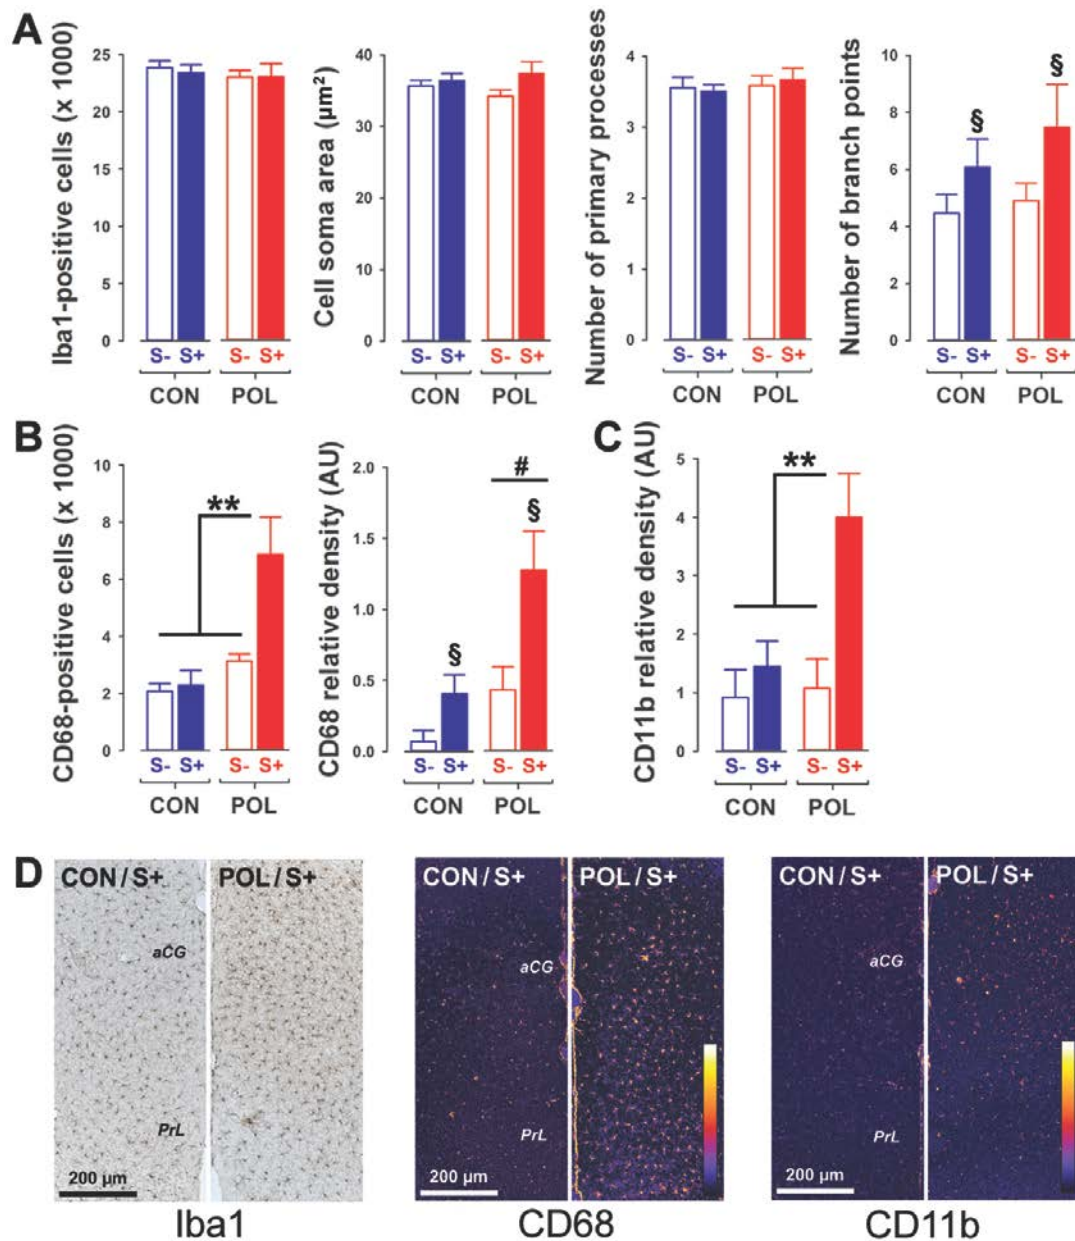 A
Iba1-positive cells (x 1000)
25
20
15
10
5
0
S- S+ S- S+
CON POL
Cell soma area (µm²)
40
30
20
10
0
S- S+ S- S+
CON POL
Number of primary processes
4
3
2
1
0
S- S+ S- S+
CON POL
Number of branch points
10
8
6
4
2
0
§
§
S- S+ S- S+
CON POL
B
CD68-positive cells (x 1000)
10
8
6
4
2
0
**
S- S+ S- S+
CON POL
CD68 relative density (AU)
2.0
1.5
1.0
0.5
0.0
#
§
§
S- S+ S- S+
CON POL
C
CD11b relative density (AU)
5
4
3
2
1
0
**
S- S+ S- S+
CON POL
D
CON / S+ POL / S+
aCG
PrL
200 µm
Iba1
CON / S+ POL / S+
aCG
PrL
200 µm
CD68
CON / S+ POL / S+
aCG
PrL
200 µm
CD11b